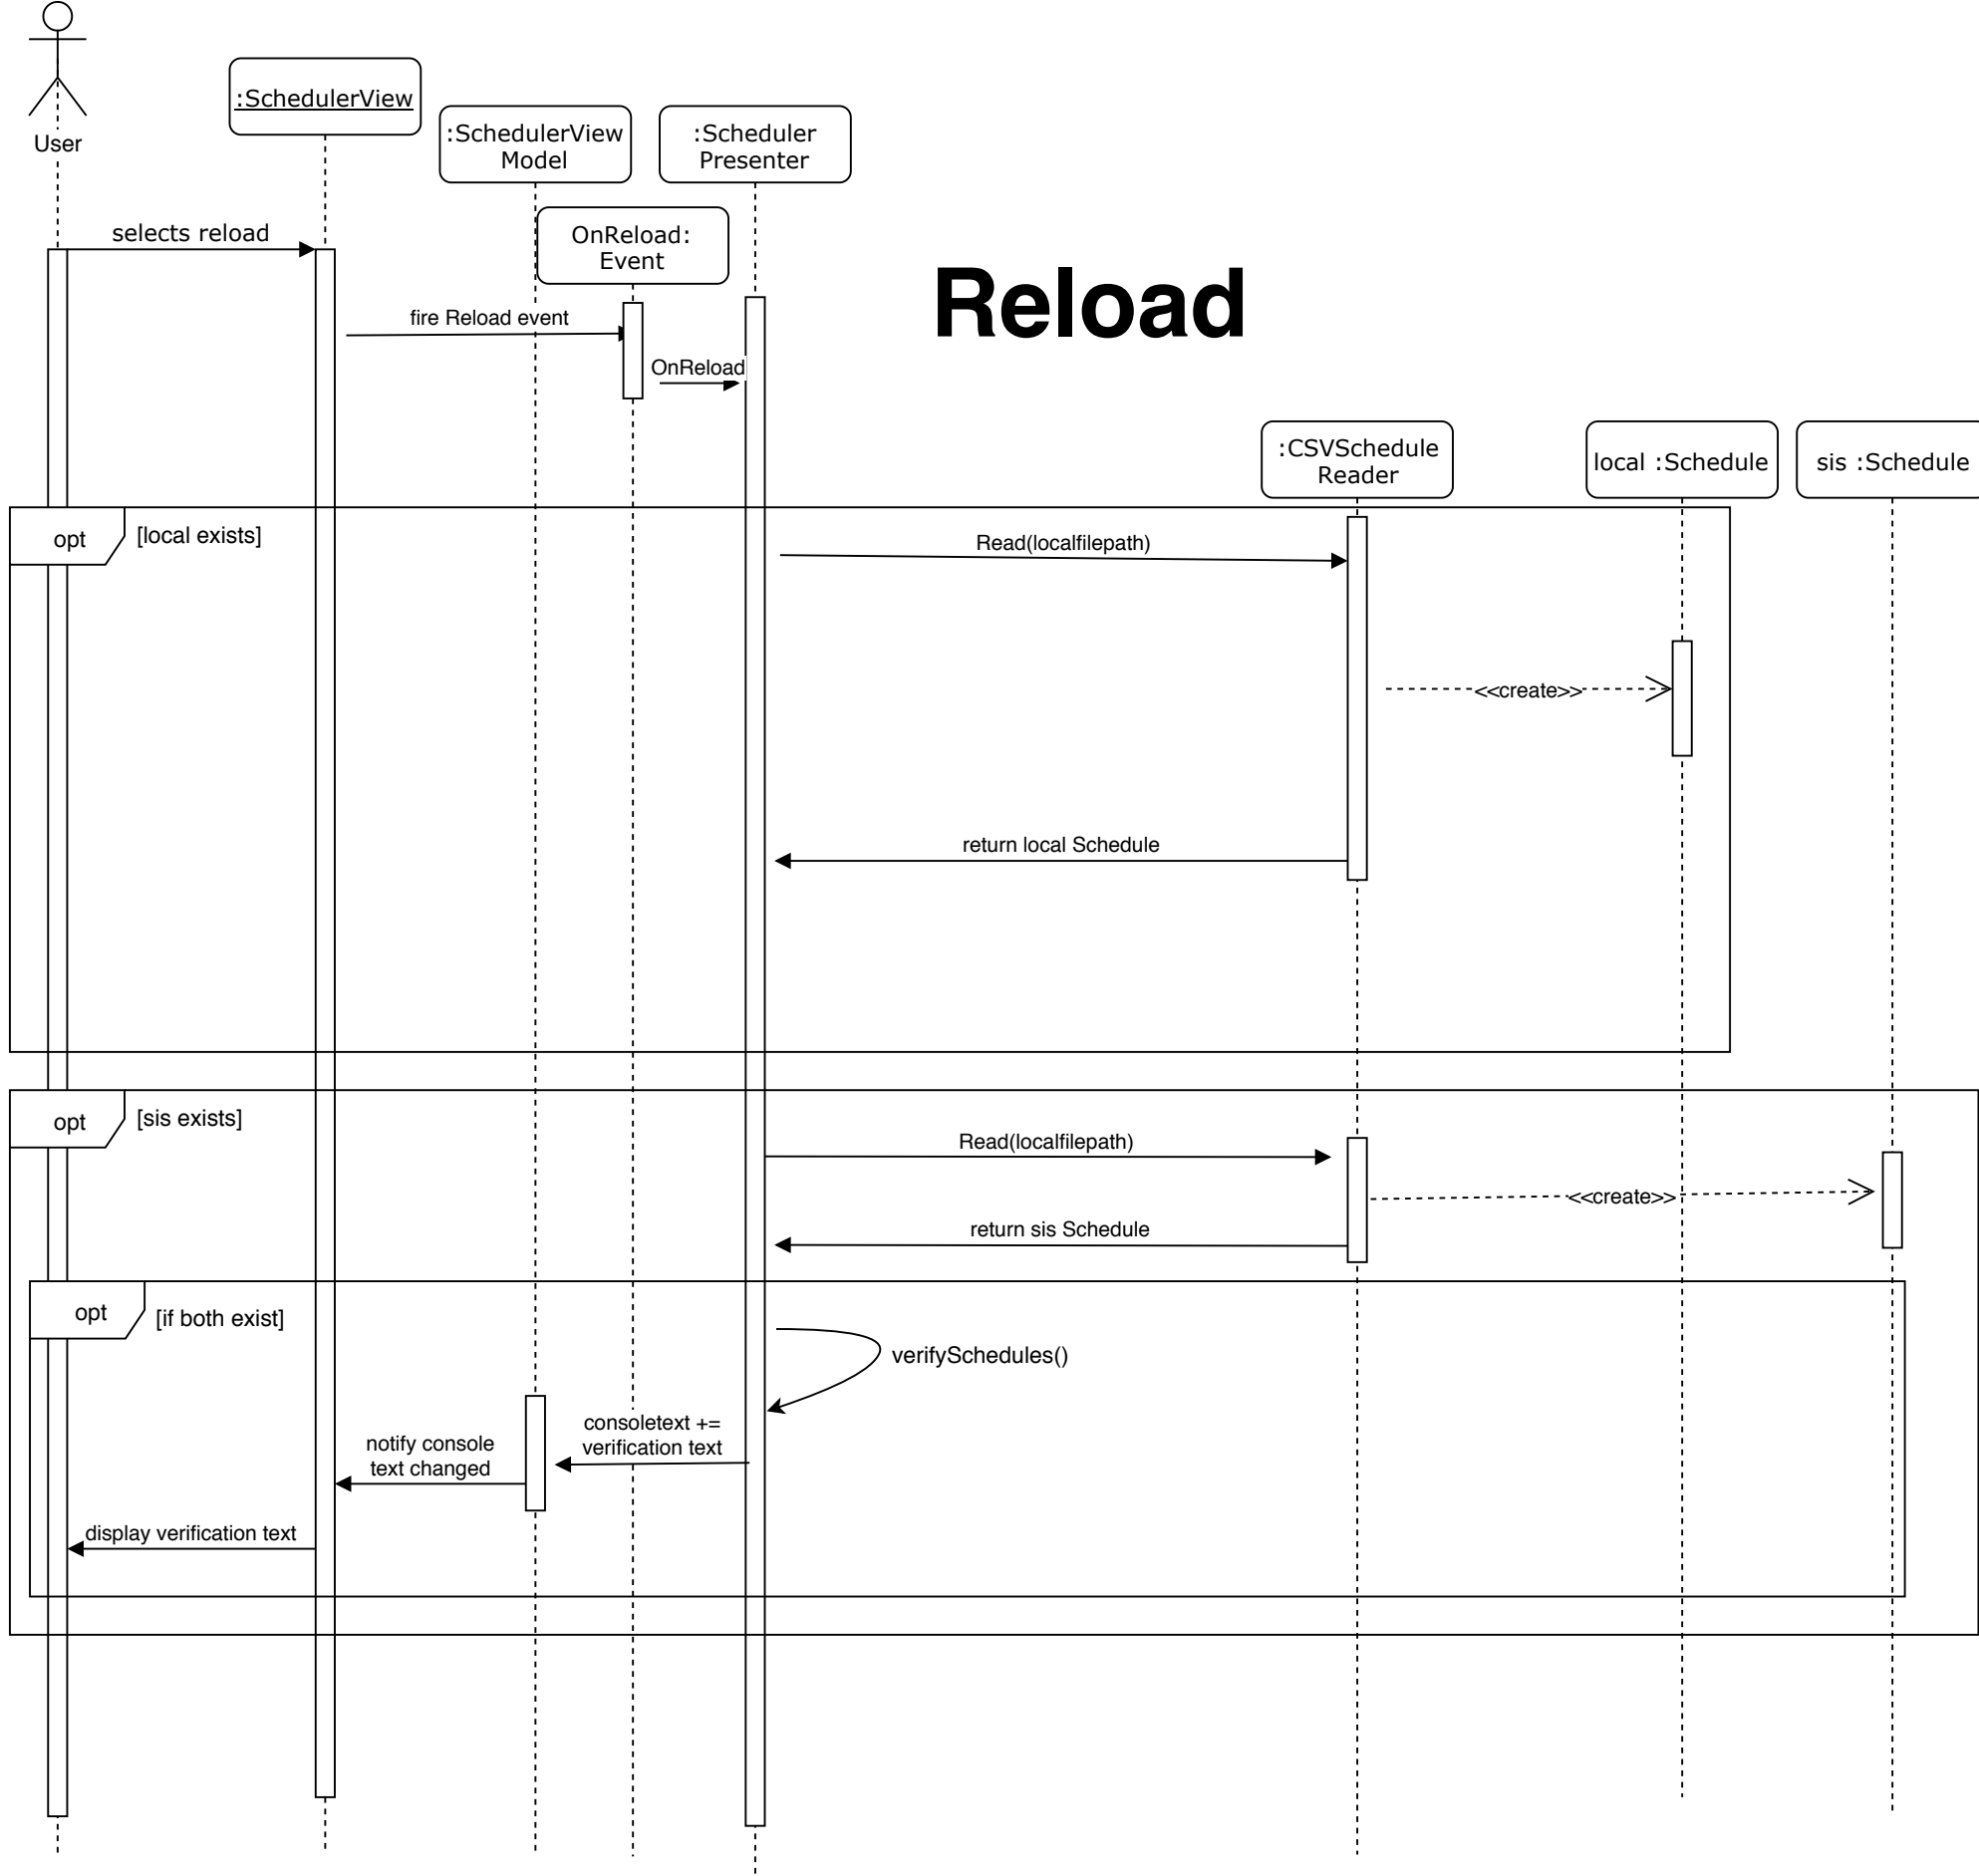 User
:SchedulerView
:SchedulerView
Model
:Scheduler
Presenter
selects reload
OnReload:
Event
Reload
fire Reload event
OnReload
:CSVSchedule
Reader
local :Schedule
sis :Schedule
opt
[local exists]
Read(localfilepath)
<<create>>
return local Schedule
opt
[sis exists]
Read(localfilepath)
<<create>>
return sis Schedule
opt
[if both exist]
verifySchedules()
consoletext +=
verification text
notify console
text changed
display verification text